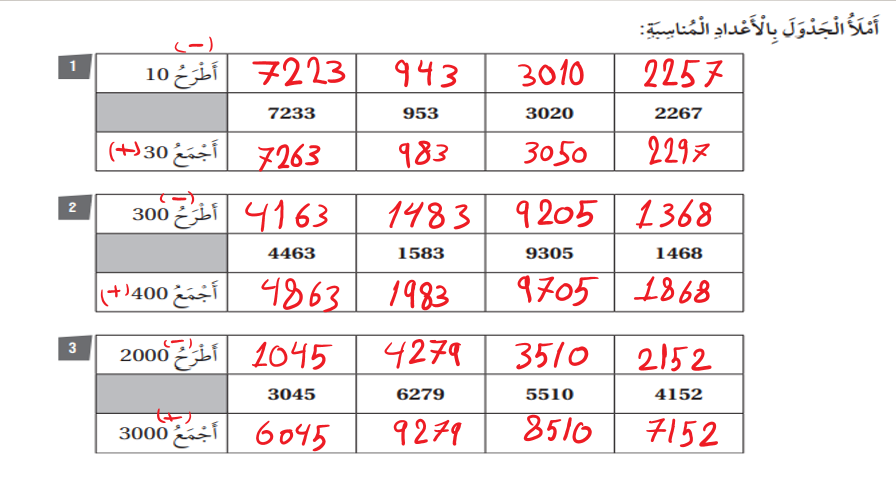 أَمْلَأُ الْجَدْوَلَ بِالْأَعْدادِ الْمُناسِبَةِ:
1
(-)
أَطْرَحُ 10 7223 943 3010 2257
7233 953 3020 2267
أَجْمَعُ 30 (+) 7263 983 3050 2297
2
(-)
أَطْرَحُ 300 4163 1483 9205 1368
4463 1583 9305 1468
أَجْمَعُ 400 (+) 4863 1983 9705 1868
3
(-)
أَطْرَحُ 2000 1045 4279 3510 2152
3045 6279 5510 4152
(+)
أَجْمَعُ 3000 6045 9279 8510 7152